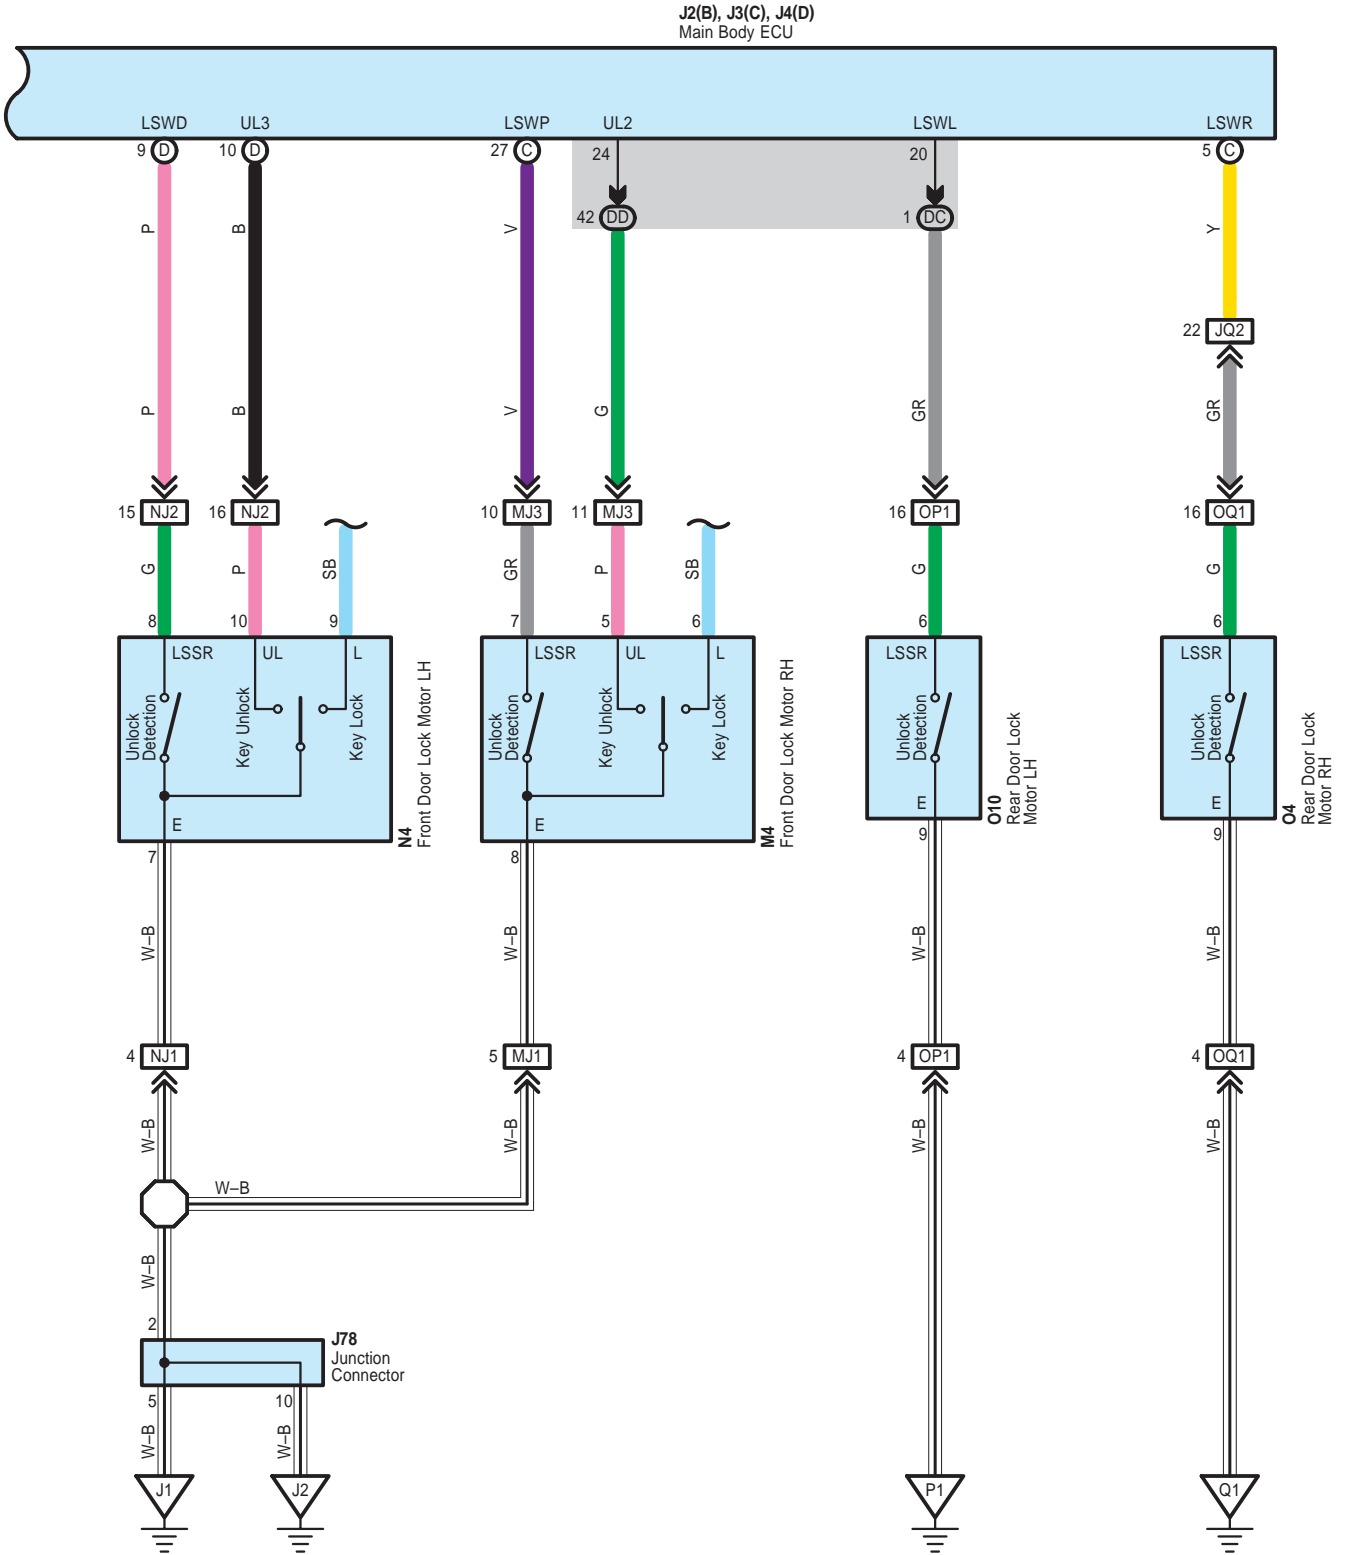 J2(B), J3(C), J4(D)
Main Body ECU
LSWD UL3 LSWP UL2 LSWL LSWR
9 D 10 D 27 C 24 20 5 C
42 DD 1 DC
P B V Y
22 JQ2
P B V G GR GR
15 NJ2 16 NJ2 10 MJ3 11 MJ3 16 OP1 16 OQ1
G P SB GR P SB G G
8 10 9 7 5 6 6 6
LSSR UL L LSSR UL L LSSR LSSR
Unlock Detection
Key Unlock
Key Lock
N4
Front Door Lock Motor LH
Unlock Detection
Key Unlock
Key Lock
M4
Front Door Lock Motor RH
Unlock Detection
O10
Rear Door Lock
Motor LH
Unlock Detection
O4
Rear Door Lock
Motor RH
E E E E
7 8 9 9
W–B W–B W–B W–B
4 NJ1 5 MJ1 4 OP1 4 OQ1
W–B W–B W–B W–B
W–B
W–B
2
J78
Junction
Connector
5 10
W–B W–B
J1 J2 P1 Q1